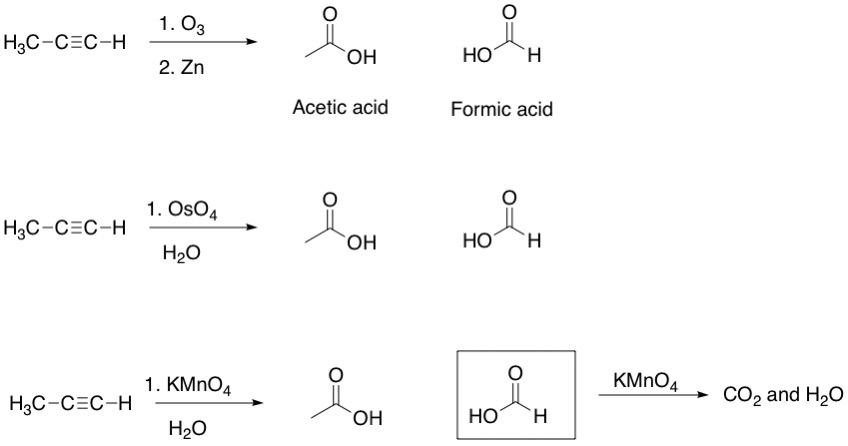 H₃C–C≡C–H 1. O₃ 2. Zn O OH O HO H
Acetic acid Formic acid
H₃C–C≡C–H 1. OsO₄ H₂O O OH O HO H
H₃C–C≡C–H 1. KMnO₄ H₂O O OH O HO H KMnO₄ CO₂ and H₂O